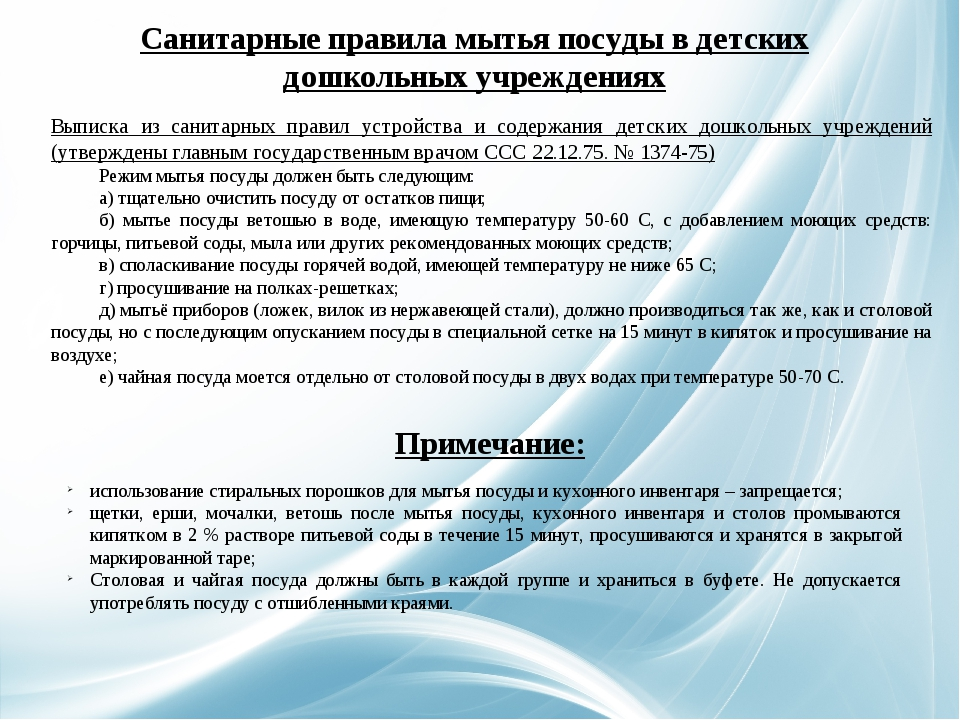 Санитарные правила мытья посуды в детских
дошкольных учреждениях
Выписка из санитарных правил устройства и содержания детских дошкольных учреждений
(утверждены главным государственным врачом ССС 22.12.75. № 1374-75)
Режим мытья посуды должен быть следующим:
а) тщательно очистить посуду от остатков пищи;
б) мытье посуды ветошью в воде, имеющую температуру 50-60 С, с добавлением моющих средств:
горчицы, питьевой соды, мыла или других рекомендованных моющих средств;
в) споласкивание посуды горячей водой, имеющей температуру не ниже 65 С;
г) просушивание на полках-решетках;
д) мытьё приборов (ложек, вилок из нержавеющей стали), должно производиться так же, как и столовой
посуды, но с последующим опусканием посуды в специальной сетке на 15 минут в кипяток и просушивание на
воздухе;
е) чайная посуда моется отдельно от столовой посуды в двух водах при температуре 50-70 С.
Примечание:
использование стиральных порошков для мытья посуды и кухонного инвентаря – запрещается;
щетки, ерши, мочалки, ветошь после мытья посуды, кухонного инвентаря и столов промываются
кипятком в 2 % растворе питьевой соды в течение 15 минут, просушиваются и хранятся в закрытой
маркированной таре;
Столовая и чайгая посуда должны быть в каждой группе и храниться в буфете. Не допускается
употреблять посуду с отшибленными краями.